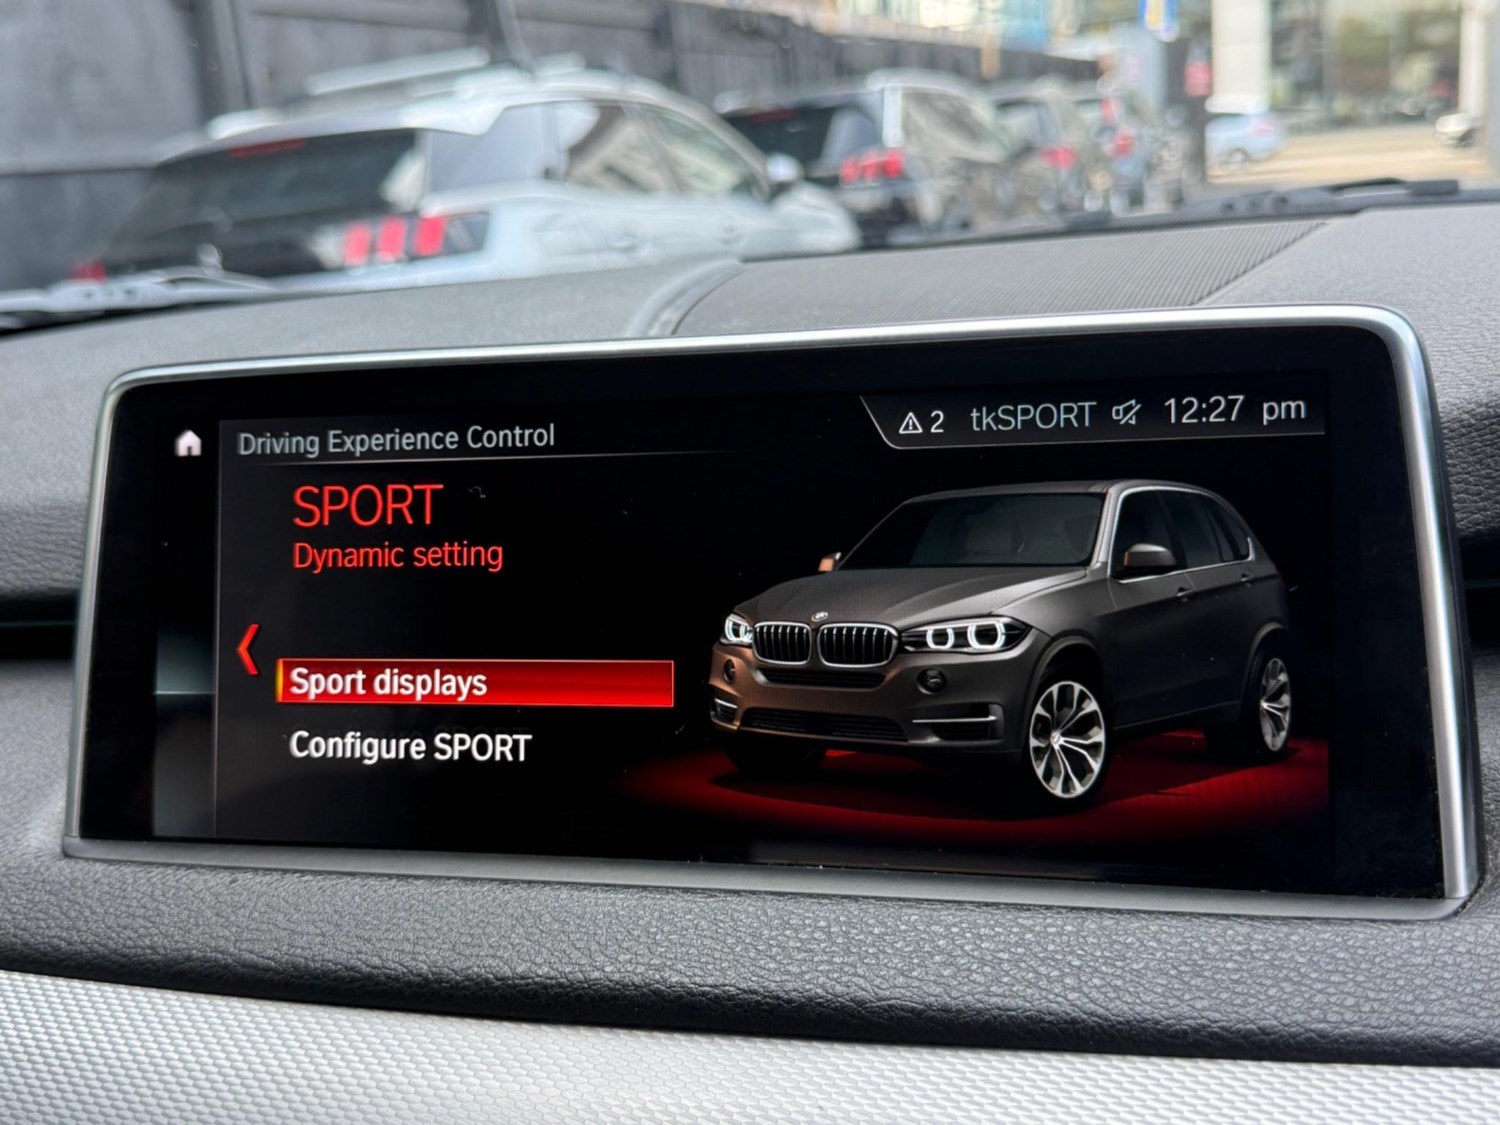 Driving Experience Control
2 tkSPORT 12:27 pm
SPORT
Dynamic setting
Sport displays
Configure SPORT